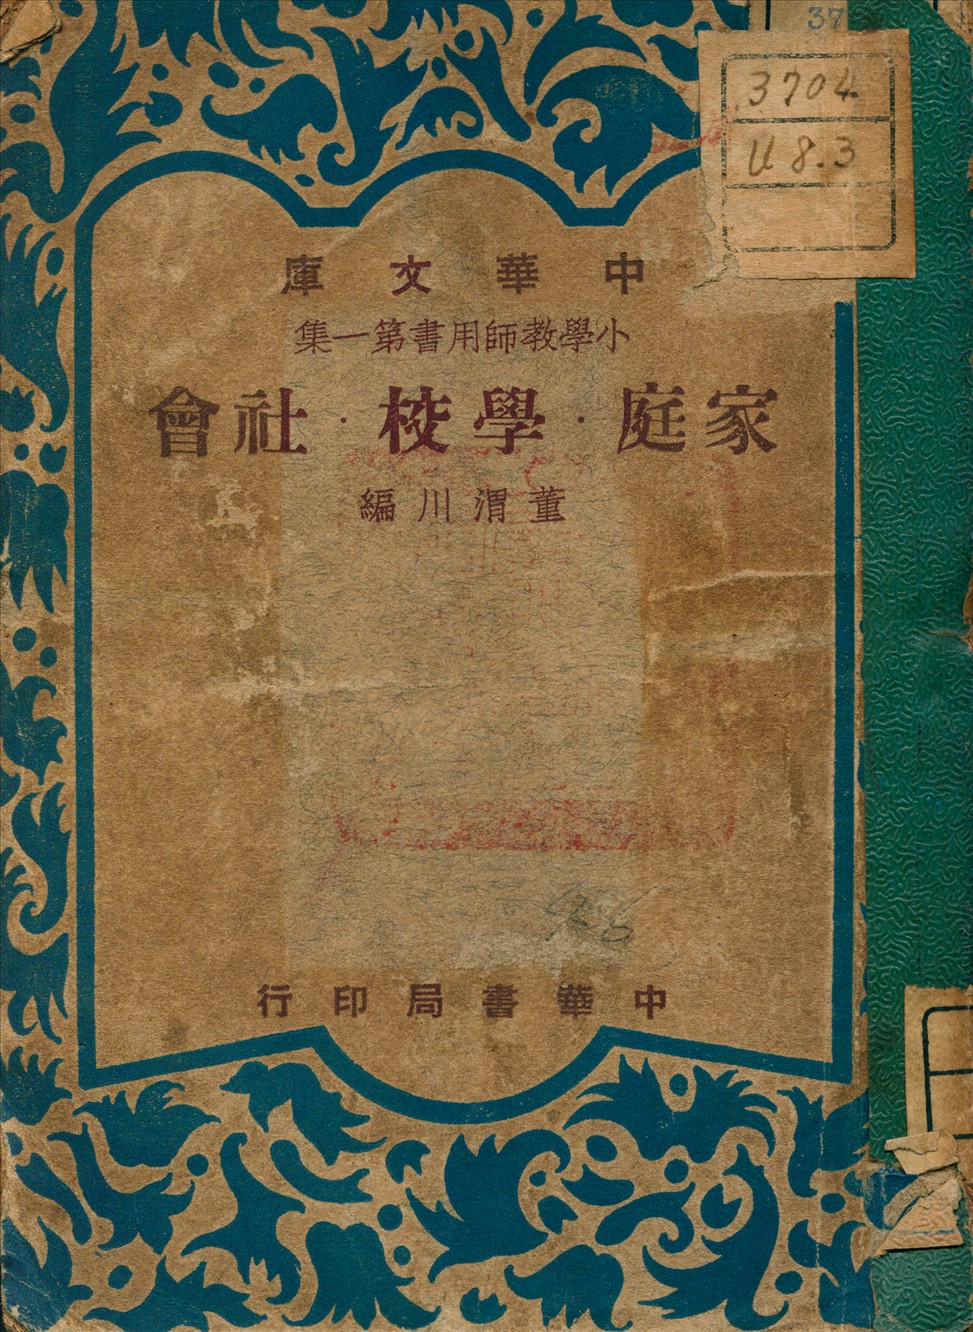 37
3704
U8.3
中華文庫
小學教師用書第一集
家庭·學校·社會
董渭川編
926
中華書局印行